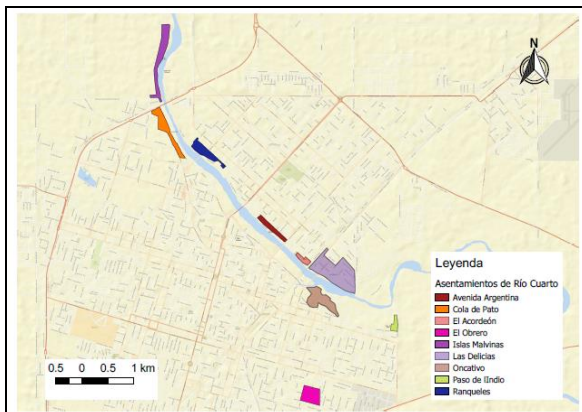 N
Leyenda
Asentamientos de Río Cuarto
Avenida Argentina
Cola de Pato
El Acordeón
El Obrero
Islas Malvinas
Las Delicias
Oncativo
Paso de lIndio
Ranqueles
0.5 0 0.5 1 km